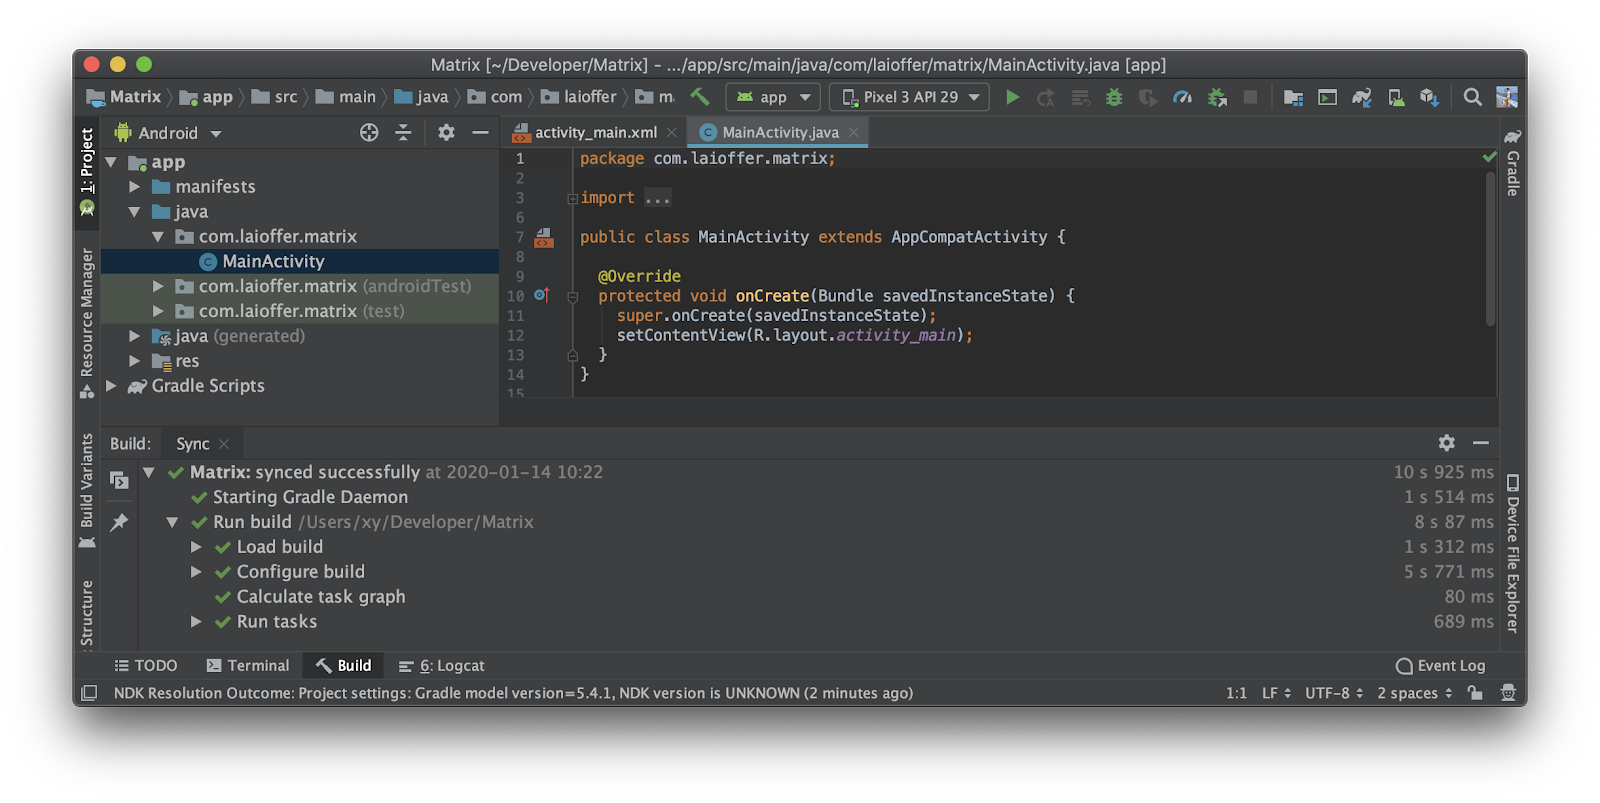 Matrix [~/Developer/Matrix] - .../app/src/main/java/com/laioffer/matrix/MainActivity.java [app]
Matrix app src main java com laioffer m. app Pixel 3 API 29
1: Project
Resource Manager
Build Variants
Structure
Android
app
manifests
java
com.laioffer.matrix
MainActivity
com.laioffer.matrix (androidTest)
com.laioffer.matrix (test)
java (generated)
res
Gradle Scripts
activity_main.xml MainActivity.java
1 package com.laioffer.matrix;
2
3 import ...
6
7 public class MainActivity extends AppCompatActivity {
8
9 @Override
10 protected void onCreate(Bundle savedInstanceState) {
11 super.onCreate(savedInstanceState);
12 setContentView(R.layout.activity_main);
13 }
14 }
15
Gradle
Device File Explorer
Build: Sync
Matrix: synced successfully at 2020-01-14 10:22 10 s 925 ms
Starting Gradle Daemon 1 s 514 ms
Run build /Users/xy/Developer/Matrix 8 s 87 ms
Load build 1 s 312 ms
Configure build 5 s 771 ms
Calculate task graph 80 ms
Run tasks 689 ms
TODO Terminal Build 6: Logcat Event Log
NDK Resolution Outcome: Project settings: Gradle model version=5.4.1, NDK version is UNKNOWN (2 minutes ago) 1:1 LF UTF-8 2 spaces